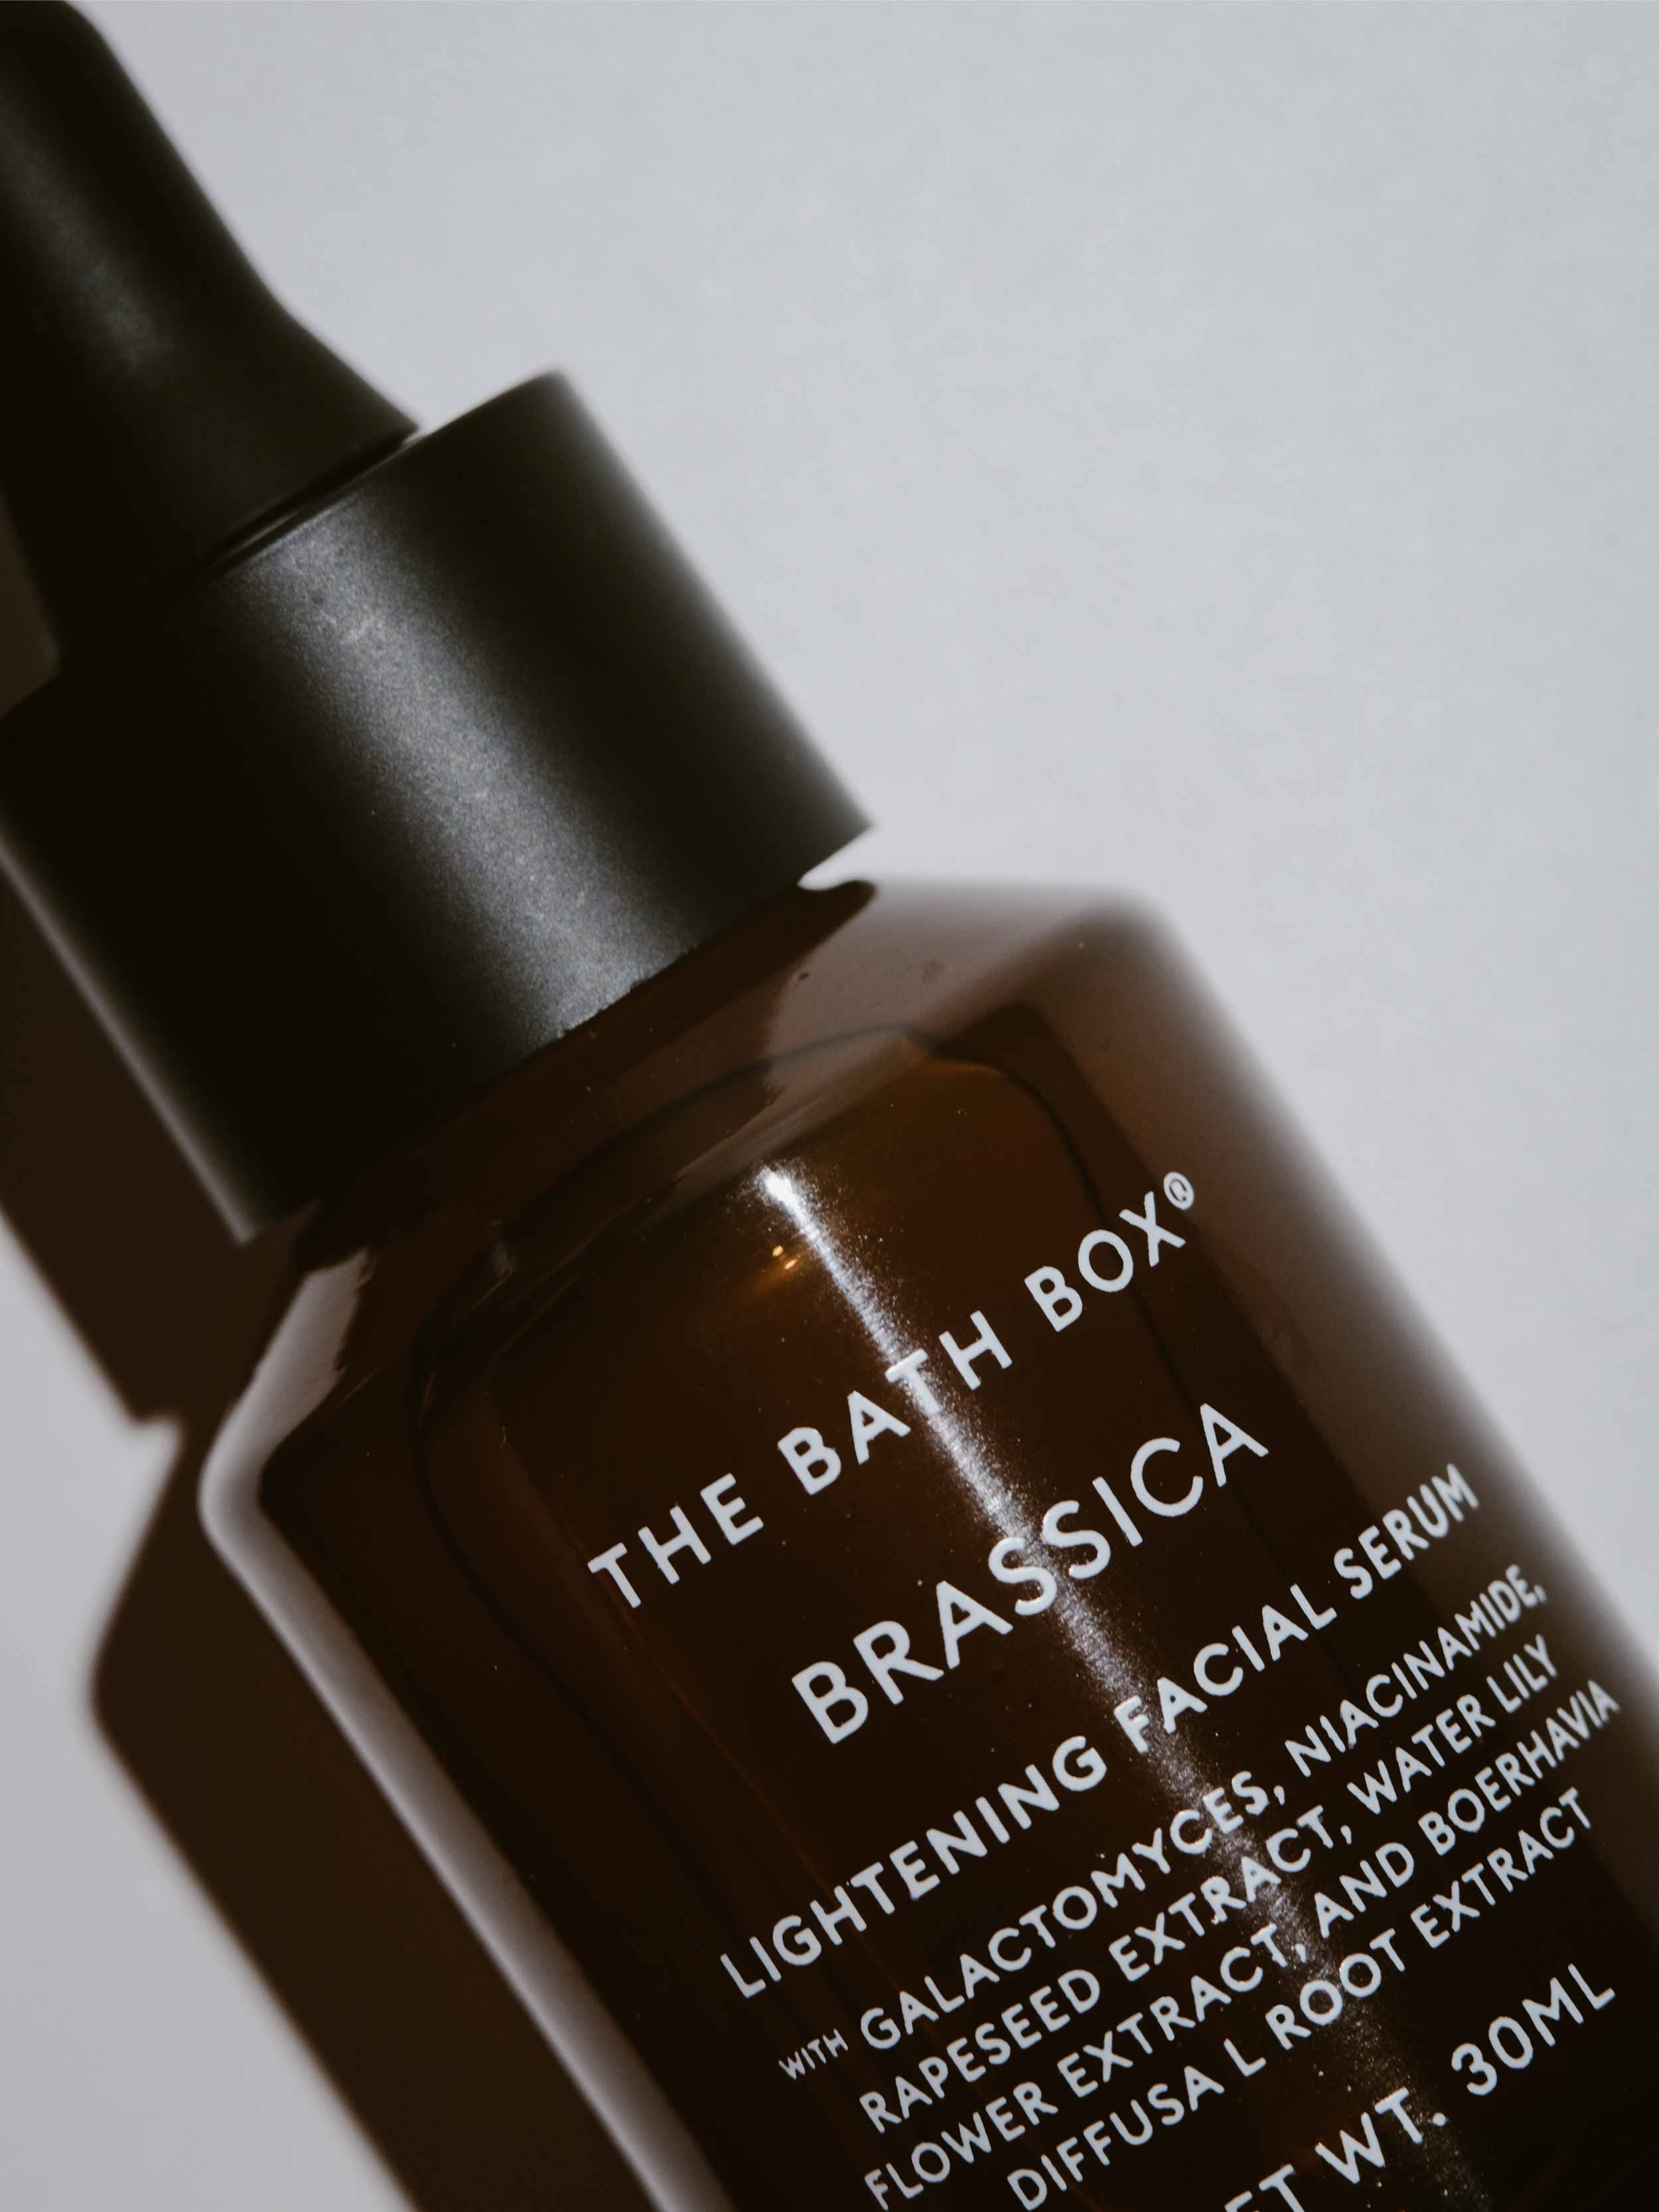 THE BATH BOX®
BRASSICA
LIGHTENING FACIAL SERUM
WITH GALACTOMYCES, NIACINAMIDE,
RAPESEED EXTRACT, WATER LILY
FLOWER EXTRACT, AND BOERHAVIA
DIFFUSA L ROOT EXTRACT
WT. 30ML